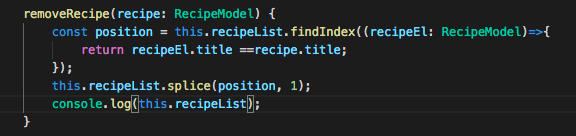 removeRecipe(recipe: RecipeModel) {
const position = this.recipeList.findIndex((recipeEl: RecipeModel)=>{
return recipeEl.title ==recipe.title;
});
this.recipeList.splice(position, 1);
console.log(this.recipeList);
}